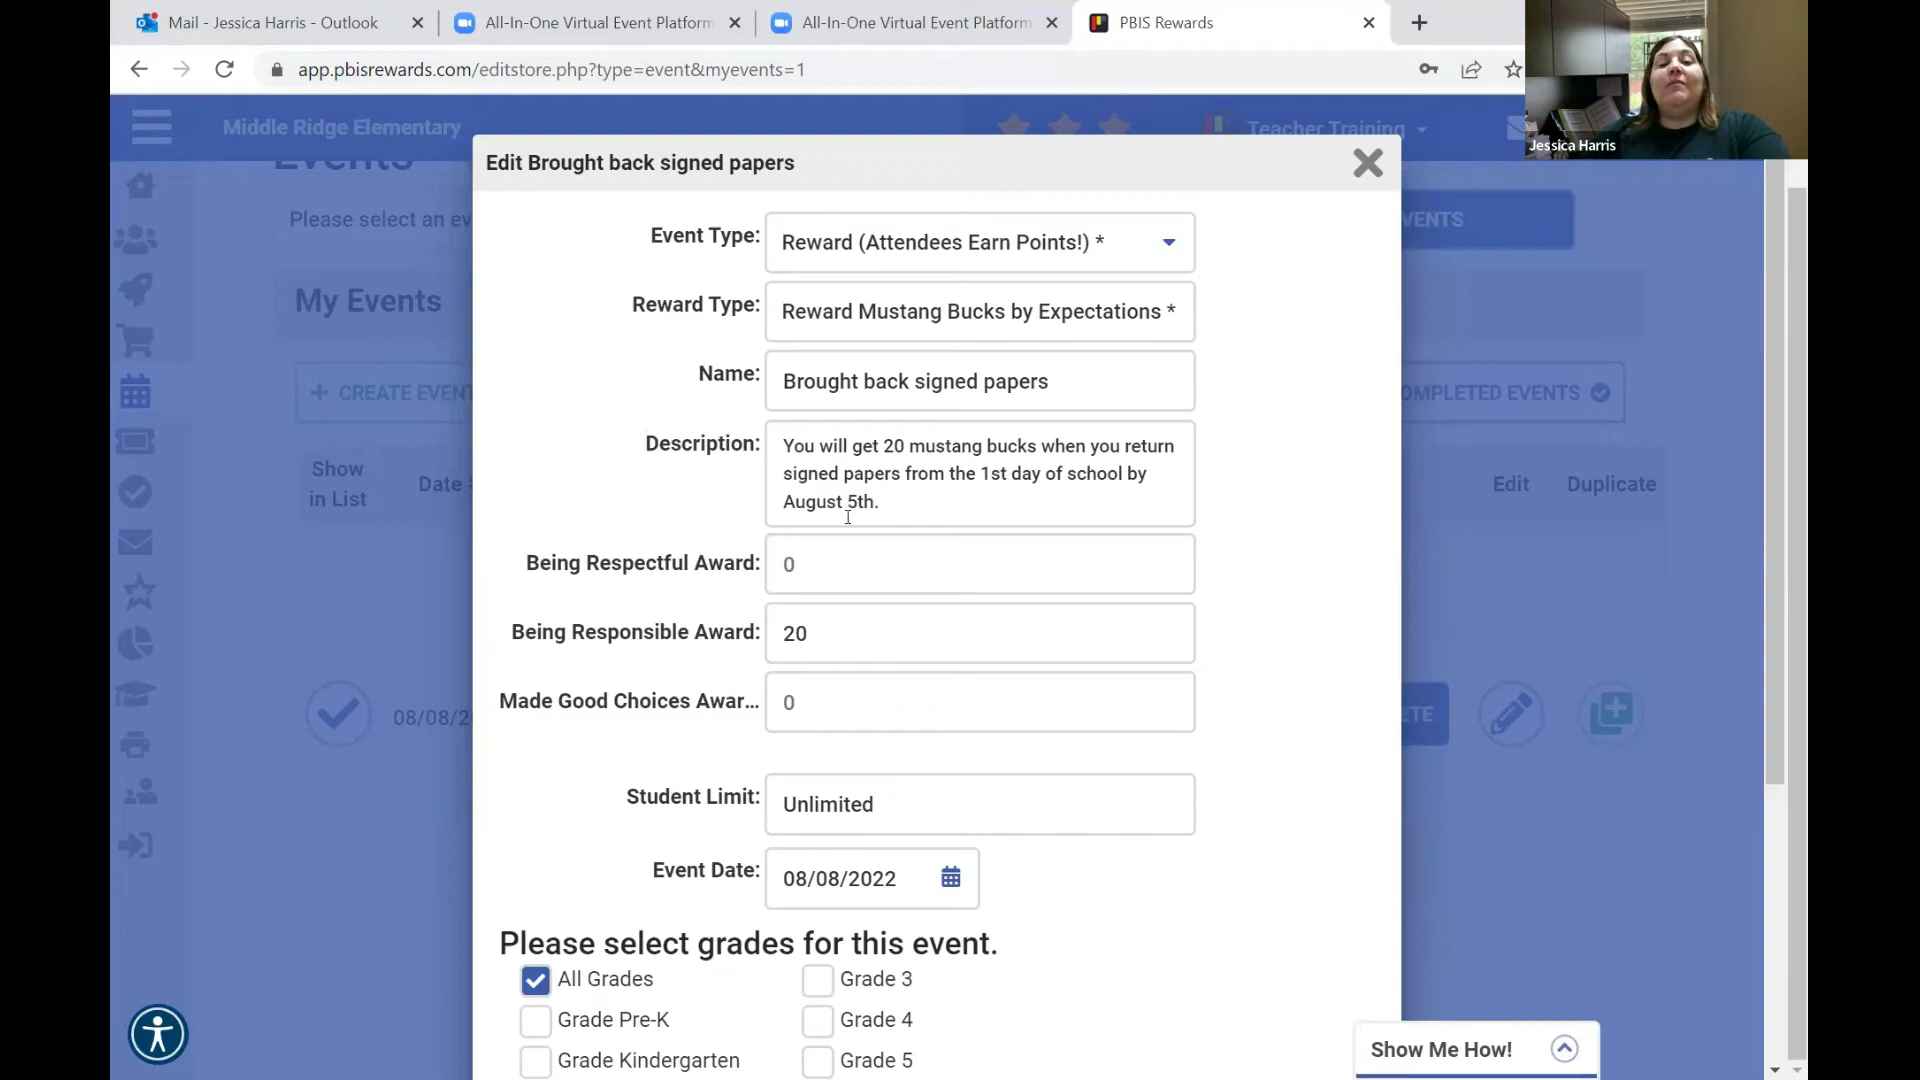 Mail - Jessica Harris - Outlook
All-In-One Virtual Event Platform
All-In-One Virtual Event Platform
PBIS Rewards
app.pbisrewards.com/editstore.php?type=event&myevents=1
Jessica Harris
Middle Ridge Elementary
Teacher Training
Events
Edit Brought back signed papers
Please select an ev
VENTS
Event Type:
Reward (Attendees Earn Points!) *
My Events
Reward Type:
Reward Mustang Bucks by Expectations *
Name:
Brought back signed papers
+ CREATE EVEN
OMPLETED EVENTS
Description:
You will get 20 mustang bucks when you return
signed papers from the 1st day of school by
August 5th.
Show
in List
Date
Edit
Duplicate
Being Respectful Award:
0
Being Responsible Award:
20
Made Good Choices Awar...
0
08/08/2
ETE
Student Limit:
Unlimited
Event Date:
08/08/2022
Please select grades for this event.
All Grades
Grade 3
Grade Pre-K
Grade 4
Grade Kindergarten
Grade 5
Show Me How!